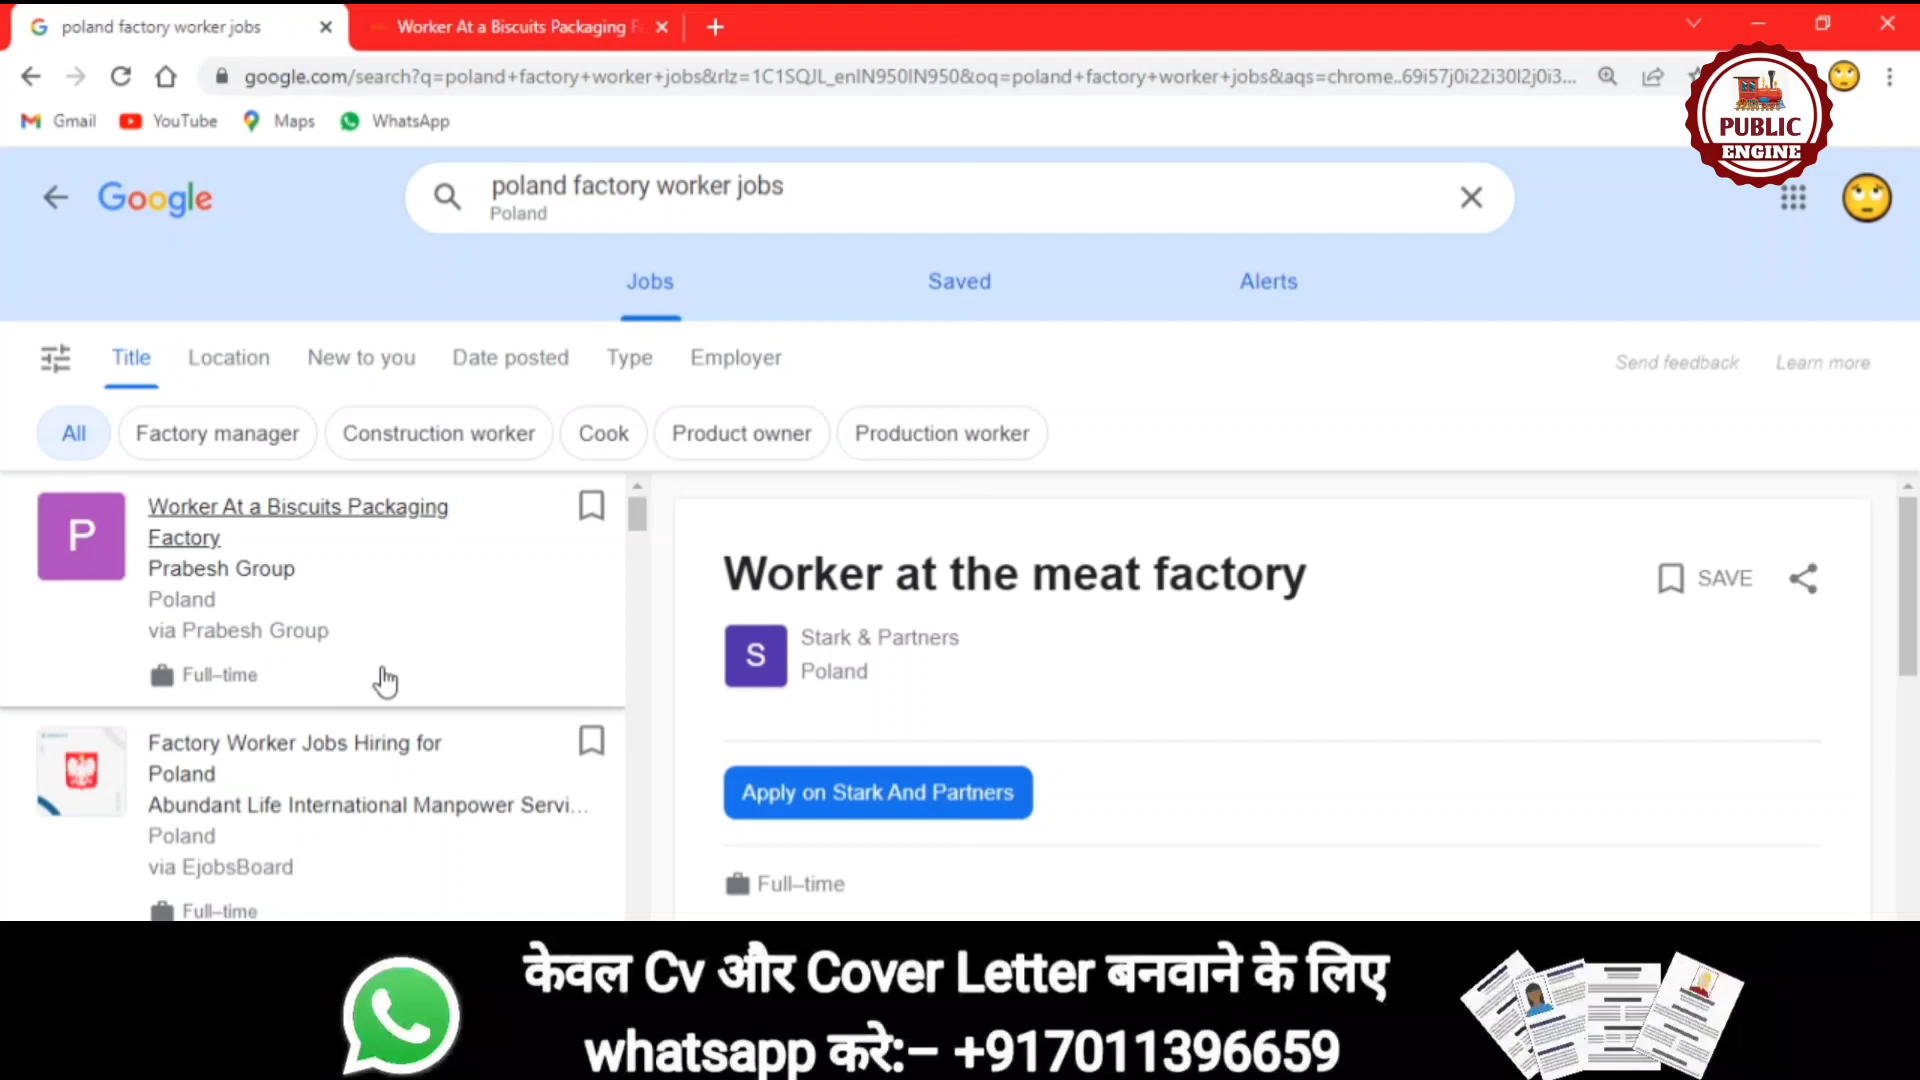 poland factory worker jobs
Worker At a Biscuits Packaging F
google.com/search?q=poland+factory+worker+jobs&rlz=1C1SQJL_enIN950IN950&oq=poland+factory+worker+jobs&aqs=chrome..69i57j0i22i30l2j0i3...
Gmail
YouTube
Maps
WhatsApp
PUBLIC
ENGINE
Google
poland factory worker jobs
Poland
Jobs
Saved
Alerts
Title
Location
New to you
Date posted
Type
Employer
Send feedback
Learn more
All
Factory manager
Construction worker
Cook
Product owner
Production worker
P
Worker At a Biscuits Packaging
Factory
Prabesh Group
Poland
via Prabesh Group
Full-time
Factory Worker Jobs Hiring for
Poland
Abundant Life International Manpower Servi...
Poland
via EjobsBoard
Full-time
Worker at the meat factory
SAVE
S
Stark & Partners
Poland
Apply on Stark And Partners
Full-time
केवल Cv और Cover Letter बनवाने के लिए
whatsapp करे:– +917011396659